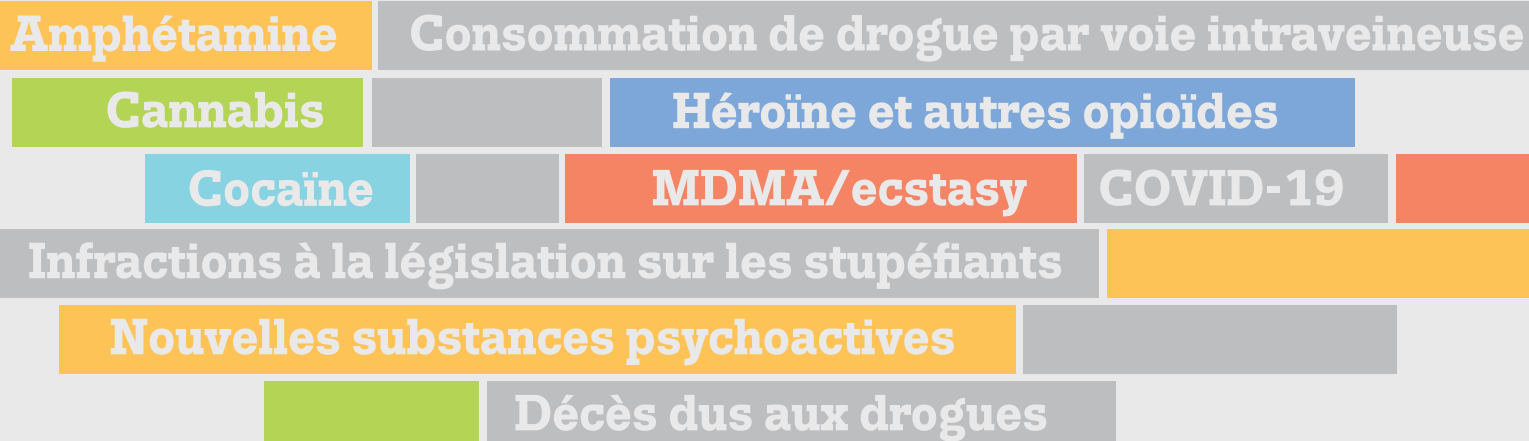 Amphétamine Consommation de drogue par voie intraveineuse
Cannabis Héroïne et autres opioïdes
Cocaïne MDMA/ecstasy COVID-19
Infractions à la législation sur les stupéfiants
Nouvelles substances psychoactives
Décès dus aux drogues